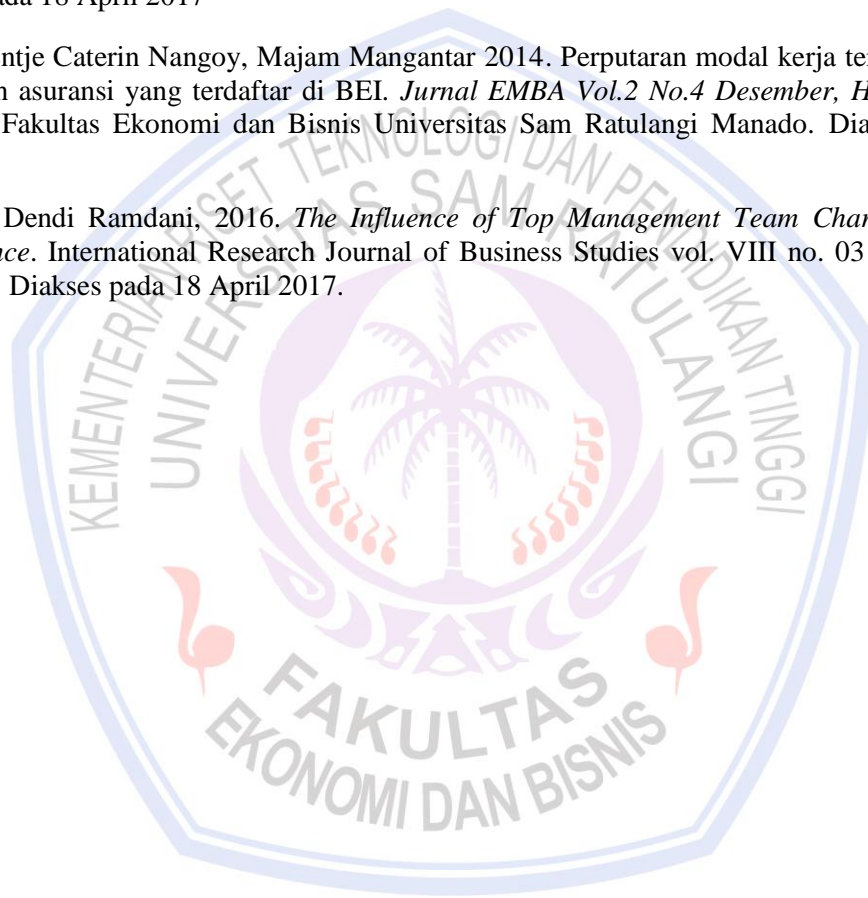 ada 18 April 2017
ntje Caterin Nangoy, Majam Mangantar 2014. Perputaran modal kerja ter
n asuransi yang terdaftar di BEI. Jurnal EMBA Vol.2 No.4 Desember, H
Fakultas Ekonomi dan Bisnis Universitas Sam Ratulangi Manado. Dia
Dendi Ramdani, 2016. The Influence of Top Management Team Char
nce. International Research Journal of Business Studies vol. VIII no. 03
Diakses pada 18 April 2017.
KEMENTERIAN RISET TEKNOLOGI DAN PENDIDIKAN TINGGI
UNIVERSITAS SAM RATULANGI
FAKULTAS
EKONOMI DAN BISNIS